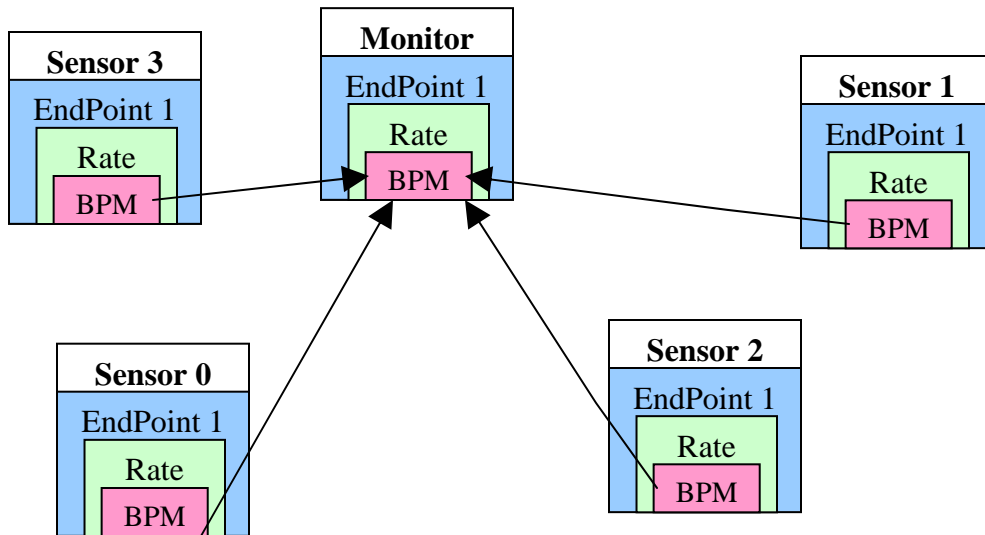 Sensor 3
EndPoint 1
Rate
BPM
Monitor
EndPoint 1
Rate
BPM
Sensor 1
EndPoint 1
Rate
BPM
Sensor 0
EndPoint 1
Rate
BPM
Sensor 2
EndPoint 1
Rate
BPM